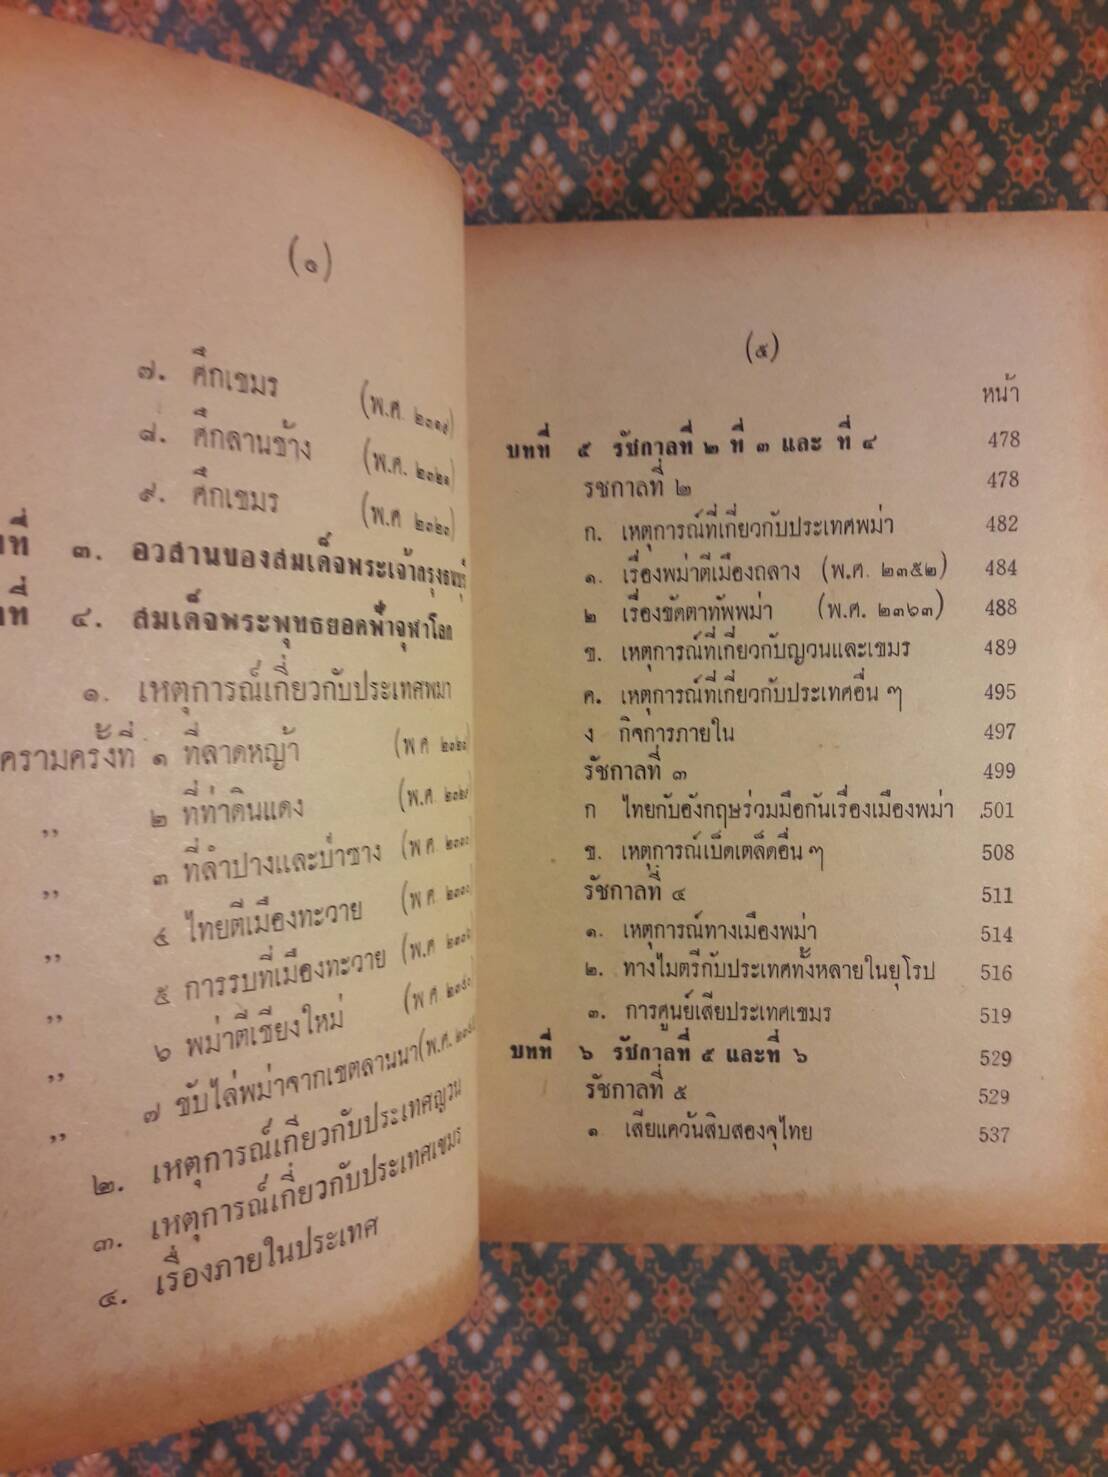 ๗. ศึกเขมร
๘. ศึกลานช้าง (พ.ศ. ๒๓๒๑)
๙. ศึกเขมร
ที่ ๓. อวสานของสมเด็จพระเจ้ากรุงธนบุรี
ที่ ๔. สมเด็จพระพุทธยอดฟ้าจุฬาโลก
๑. เหตุการณ์เกี่ยวกับประเทศพมา
ครามครั้งที่ ๑ ที่ลาดหญ้า
,, ๒ ที่ท่าดินแดง
,, ๓ ที่ลำปางและป่าซาง
,, ๔ ไทยตีเมืองทะวาย
,, ๕ การรบที่เมืองทะวาย
,, ๖ พม่าตีเชียงใหม่
,, ๗ ขับไล่พม่าจากเขตลานนา
๒. เหตุการณ์เกี่ยวกับประเทศญวน
๓. เหตุการณ์เกี่ยวกับประเทศเขมร
๔. เรื่องภายในประเทศ
(๕)
หน้า
บทที่ ๕ รัชกาลที่ ๒ ที่ ๓ และ ที่ ๔ 478
รชกาลที่ ๒ 478
ก. เหตุการณ์ที่เกี่ยวกับประเทศพม่า 482
๑. เรื่องพม่าตีเมืองถลาง (พ.ศ. ๒๓๕๒) 484
๒ เรื่องขัดตาทัพพม่า (พ.ศ. ๒๓๖๓) 488
ข. เหตุการณ์ที่เกี่ยวกับญวนและเขมร 489
ค. เหตุการณ์ที่เกี่ยวกับประเทศอื่น ๆ 495
ง กิจการภายใน 497
รัชกาลที่ ๓ 499
ก ไทยกับอังกฤษร่วมมือกันเรื่องเมืองพม่า 501
ข. เหตุการณ์เบ็ดเตล็ดอื่น ๆ 508
รัชกาลที่ ๔ 511
๑. เหตุการณ์ทางเมืองพม่า 514
๒. ทางไมตรีกับประเทศทั้งหลายในยุโรป 516
๓. การศูนย์เสียประเทศเขมร 519
บทที่ ๖ รัชกาลที่ ๕ และที่ ๖ 529
รัชกาลที่ ๕ 529
๑ เสียแควันสิบสองจุไทย 537